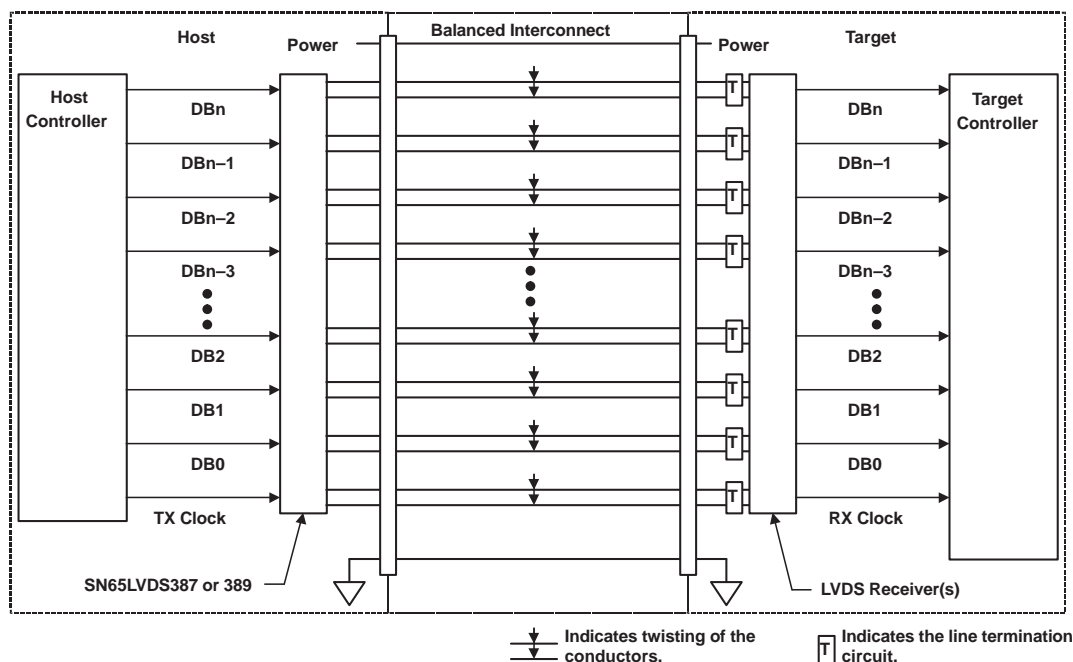 Host
Balanced Interconnect
Target
Power
Power
Host
Controller
Target
Controller
DBn
DBn
DBn–1
DBn–1
DBn–2
DBn–2
DBn–3
DBn–3
DB2
DB2
DB1
DB1
DB0
DB0
TX Clock
RX Clock
T
T
T
T
T
T
T
T
SN65LVDS387 or 389
LVDS Receiver(s)
Indicates twisting of the
conductors.
T
Indicates the line termination
circuit.